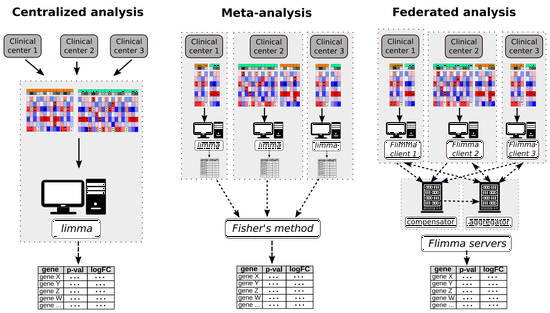 Centralized analysis
Clinical
center 1
Clinical
center 2
Clinical
center 3
limma
gene p-val logFC
gene X ... ...
gene Y ... ...
gene Z ... ...
gene W ... ...
gene ... ... ...
Meta-analysis
Clinical
center 1
Clinical
center 2
Clinical
center 3
limma
limma
limma
Fisher's method
gene p-val logFC
gene X ... ...
gene Y ... ...
gene Z ... ...
gene W ... ...
gene ... ... ...
Federated analysis
Clinical
center 1
Clinical
center 2
Clinical
center 3
Flimma
client 1
Flimma
client 2
Flimma
client 3
compensator
aggregator
Flimma servers
gene p-val logFC
gene X ... ...
gene Y ... ...
gene Z ... ...
gene W ... ...
gene ... ... ...